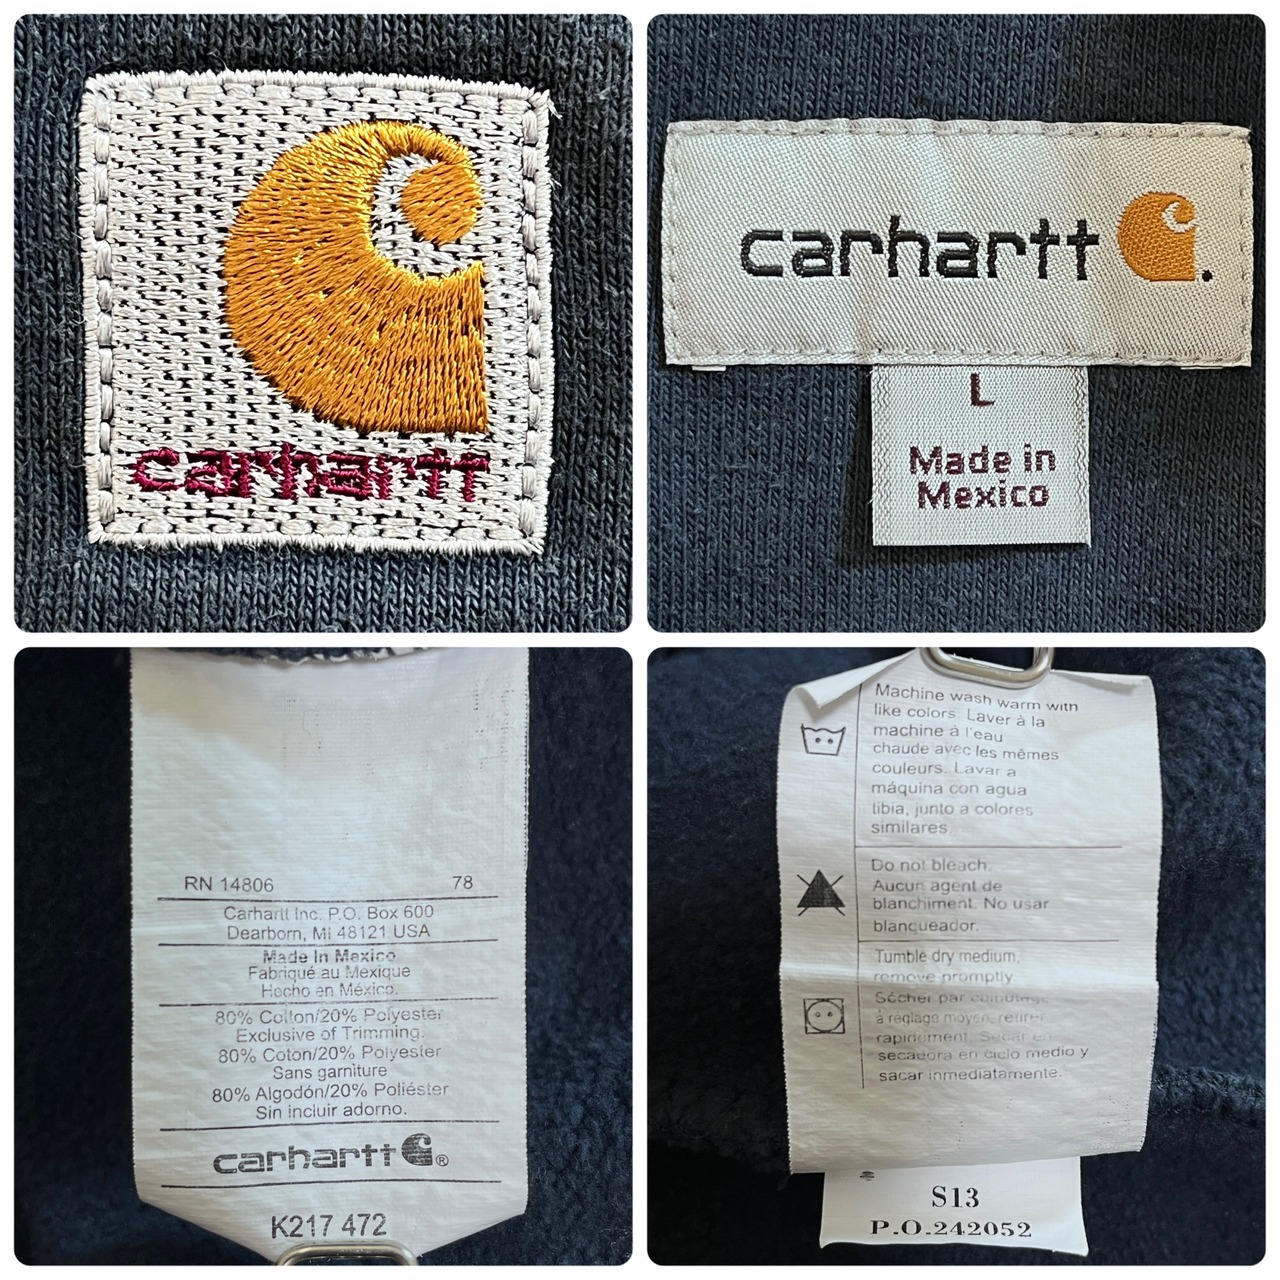 carhartt
carhartt
L
Made in
Mexico
RN 14806 78
Carhartt Inc. P.O. Box 600
Dearborn, MI 48121 USA
Made In Mexico
Fabriqué au Mexique
Hecho en México.
80% Cotton/20% Polyester
Exclusive of Trimming.
80% Coton/20% Polyester
Sans garniture
80% Algodón/20% Poliéster
Sin incluir adorno.
carhartt ®
K217 472
Machine wash warm with
like colors. Laver à la
machine à l'eau
chaude avec les mêmes
couleurs. Lavar a
máquina con agua
tibia, junto a colores
similares.
Do not bleach.
Aucun agent de
blanchiment. No usar
blanqueador.
Tumble dry medium,
remove promptly.
Sécher par culbutage
à réglage moyen, retirer
rapidement. Secar en
secadora en ciclo medio y
sacar inmediatamente.
S13
P.O.242052